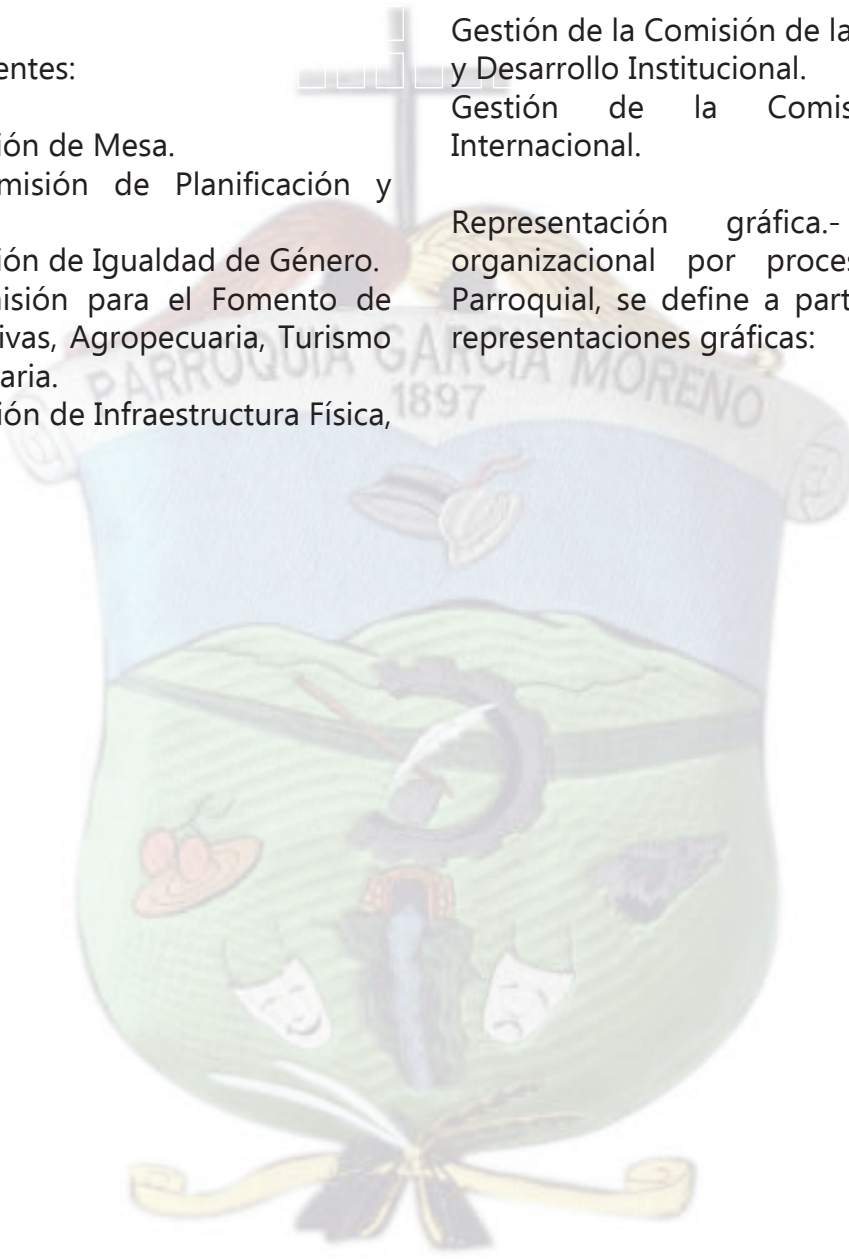 entes:
ión de Mesa.
misión de Planificación y
ión de Igualdad de Género.
isión para el Fomento de
ivas, Agropecuaria, Turismo
aria.
ión de Infraestructura Física,
Gestión de la Comisión de la
y Desarrollo Institucional.
Gestión de la Comis
Internacional.
Representación gráfica.-
organizacional por proces
Parroquial, se define a part
representaciones gráficas:
PARROQUIA GARCIA MORENO
1897